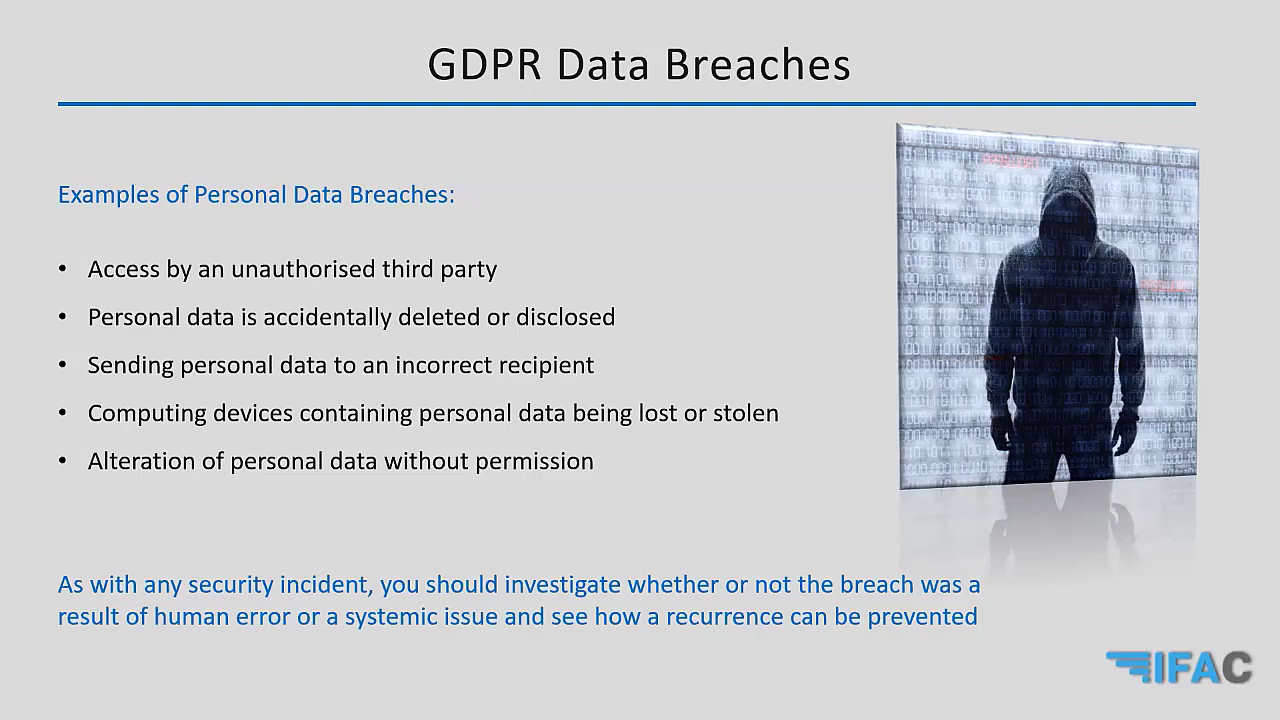 GDPR Data Breaches
Examples of Personal Data Breaches:
• Access by an unauthorised third party
• Personal data is accidentally deleted or disclosed
• Sending personal data to an incorrect recipient
• Computing devices containing personal data being lost or stolen
• Alteration of personal data without permission
As with any security incident, you should investigate whether or not the breach was a
result of human error or a systemic issue and see how a recurrence can be prevented
IFAC